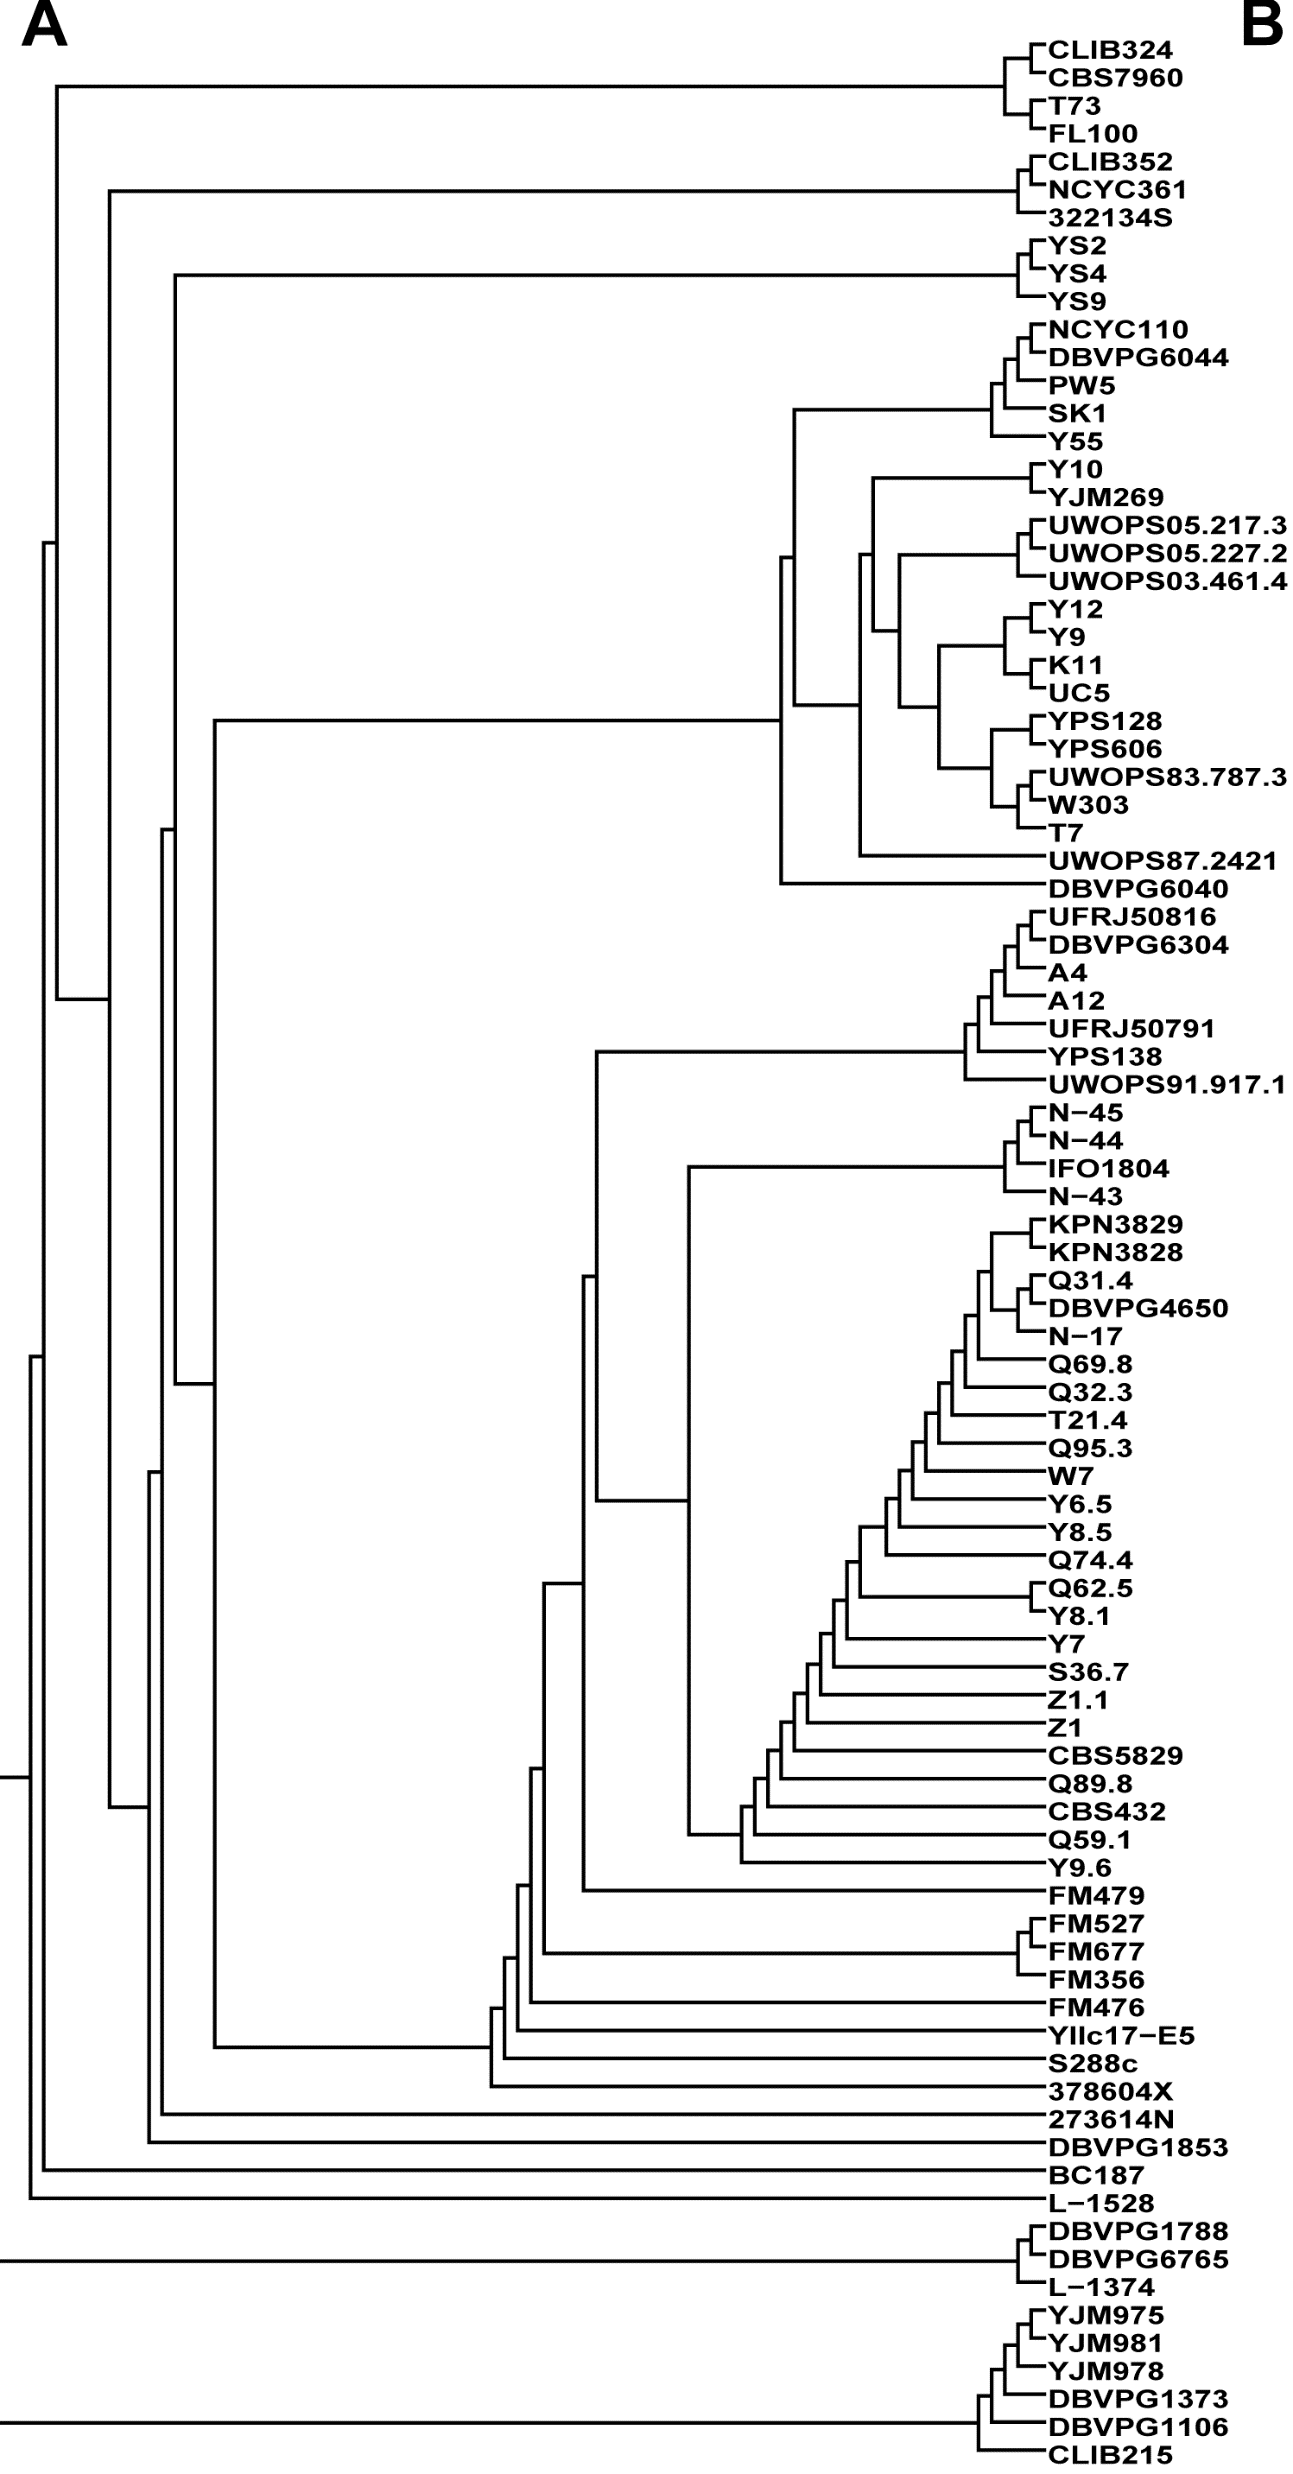 A
B
CLIB324
CBS7960
T73
FL100
CLIB352
NCYC361
322134S
YS2
YS4
YS9
NCYC110
DBVPG6044
PW5
SK1
Y55
Y10
YJM269
UWOPS05.217.3
UWOPS05.227.2
UWOPS03.461.4
Y12
Y9
K11
UC5
YPS128
YPS606
UWOPS83.787.3
W303
T7
UWOPS87.2421
DBVPG6040
UFRJ50816
DBVPG6304
A4
A12
UFRJ50791
YPS138
UWOPS91.917.1
N−45
N−44
IFO1804
N−43
KPN3829
KPN3828
Q31.4
DBVPG4650
N−17
Q69.8
Q32.3
T21.4
Q95.3
W7
Y6.5
Y8.5
Q74.4
Q62.5
Y8.1
Y7
S36.7
Z1.1
Z1
CBS5829
Q89.8
CBS432
Q59.1
Y9.6
FM479
FM527
FM677
FM356
FM476
YIIc17−E5
S288c
378604X
273614N
DBVPG1853
BC187
L−1528
DBVPG1788
DBVPG6765
L−1374
YJM975
YJM981
YJM978
DBVPG1373
DBVPG1106
CLIB215